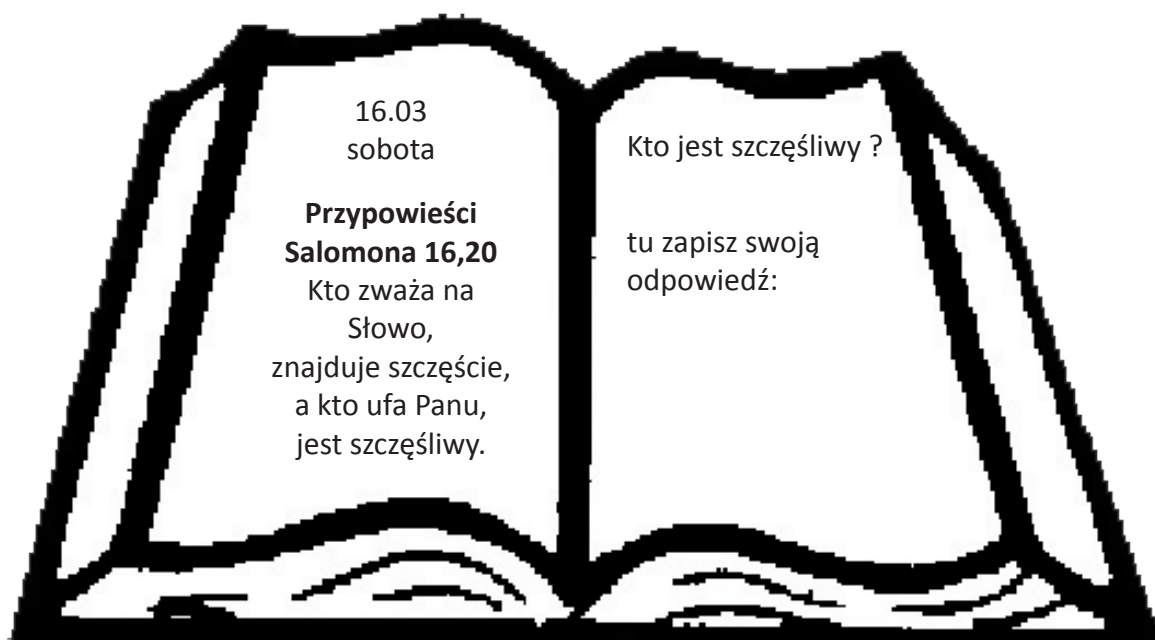 16.03
sobota
Przypowieści
Salomona 16,20
Kto zważa na
Słowo,
znajduje szczęście,
a kto ufa Panu,
jest szczęśliwy.
Kto jest szczęśliwy ?
tu zapisz swoją
odpowiedź: